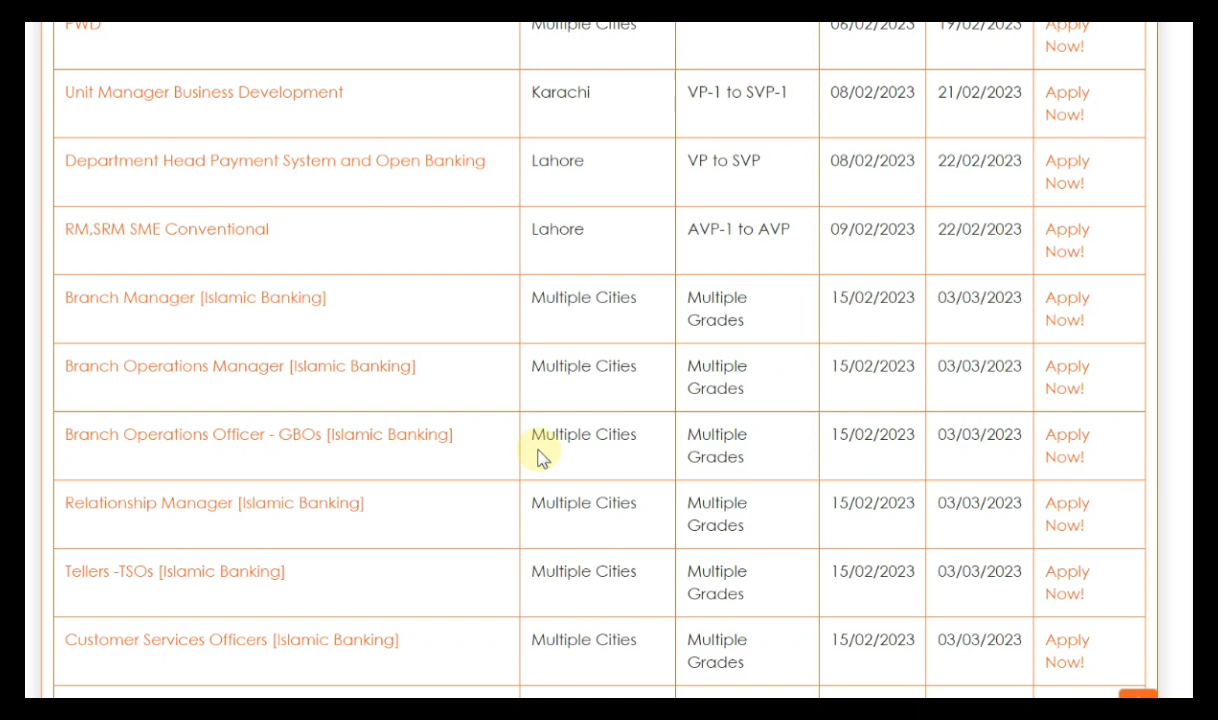 PWD Multiple Cities 06/02/2023 19/02/2023 Apply
Now!
Unit Manager Business Development Karachi VP-1 to SVP-1 08/02/2023 21/02/2023 Apply
Now!
Department Head Payment System and Open Banking Lahore VP to SVP 08/02/2023 22/02/2023 Apply
Now!
RM,SRM SME Conventional Lahore AVP-1 to AVP 09/02/2023 22/02/2023 Apply
Now!
Branch Manager [Islamic Banking] Multiple Cities Multiple 15/02/2023 03/03/2023 Apply
Grades Now!
Branch Operations Manager [Islamic Banking] Multiple Cities Multiple 15/02/2023 03/03/2023 Apply
Grades Now!
Branch Operations Officer - GBOs [Islamic Banking] Multiple Cities Multiple 15/02/2023 03/03/2023 Apply
Grades Now!
Relationship Manager [Islamic Banking] Multiple Cities Multiple 15/02/2023 03/03/2023 Apply
Grades Now!
Tellers -TSOs [Islamic Banking] Multiple Cities Multiple 15/02/2023 03/03/2023 Apply
Grades Now!
Customer Services Officers [Islamic Banking] Multiple Cities Multiple 15/02/2023 03/03/2023 Apply
Grades Now!